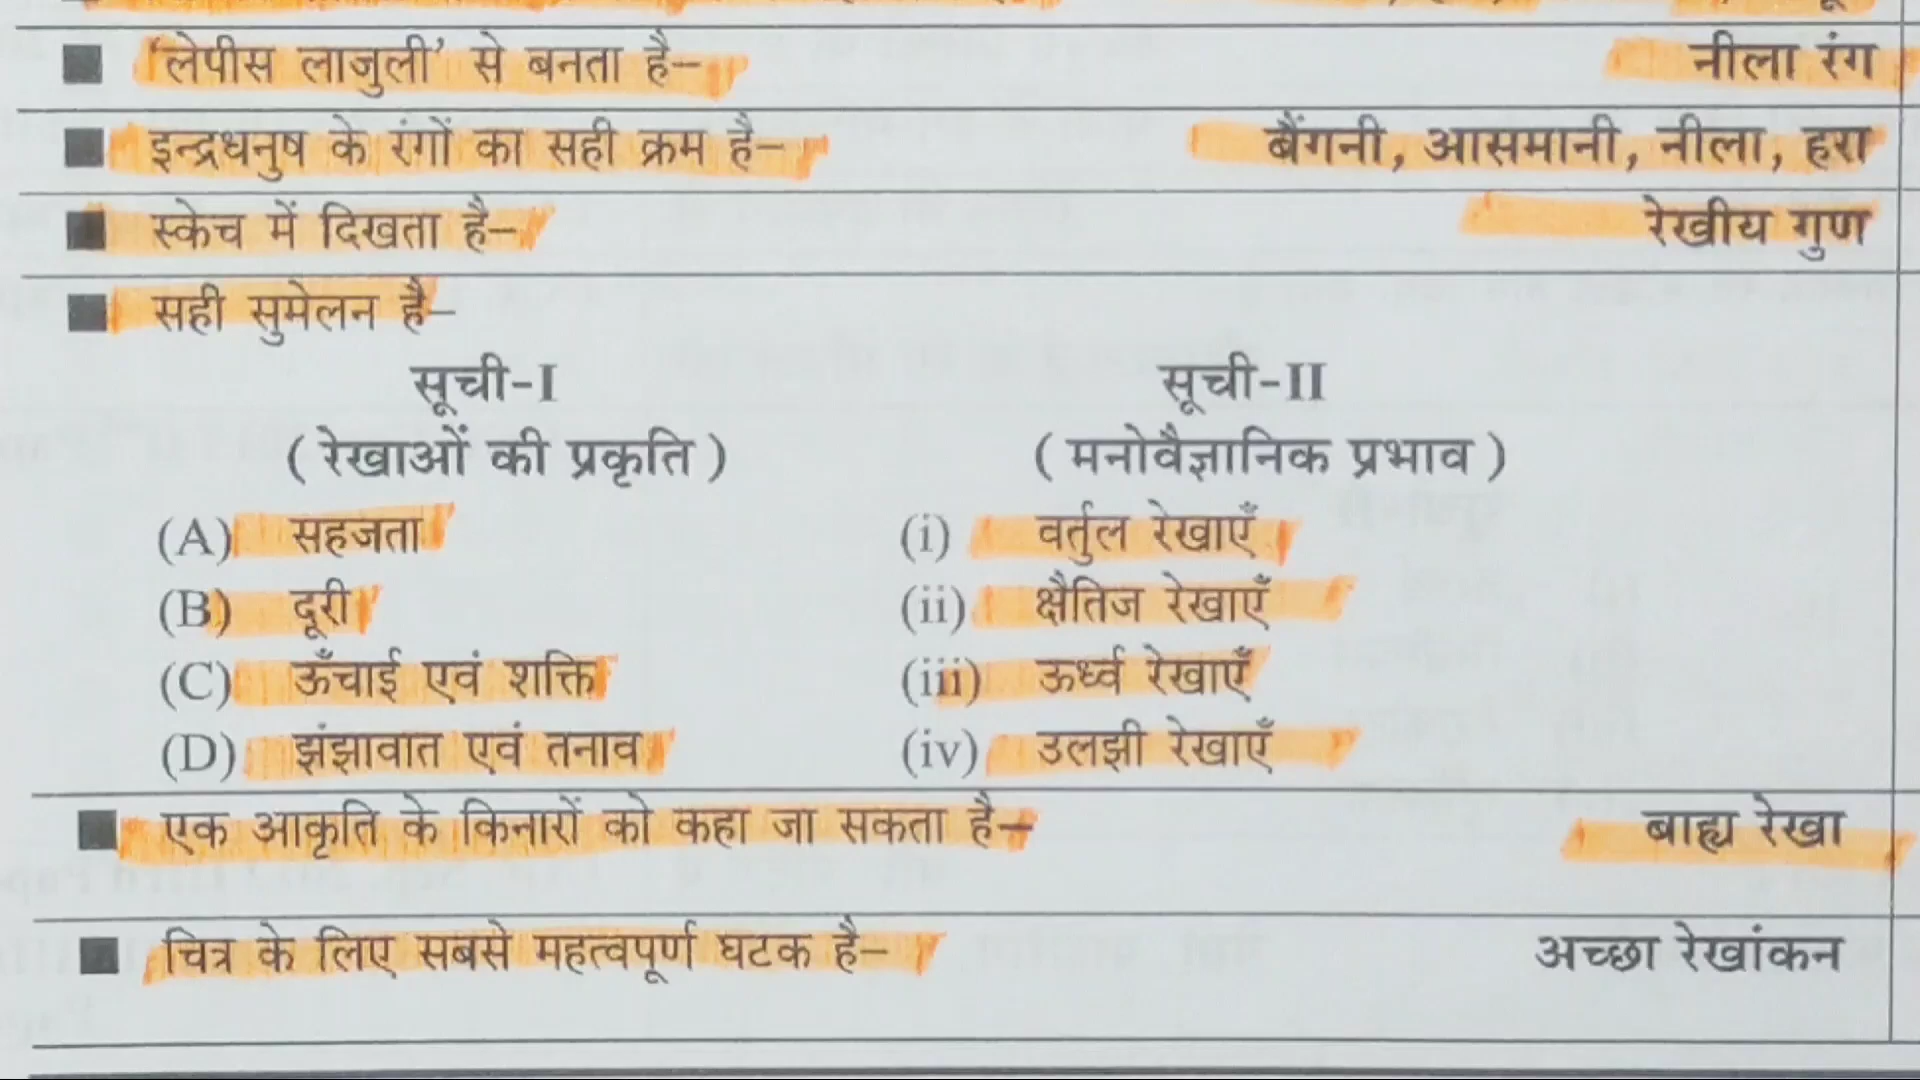 'लेपीस लाजुली' से बनता है– नीला रंग
इन्द्रधनुष के रंगों का सही क्रम है– बैंगनी, आसमानी, नीला, हरा
स्केच में दिखता है– रेखीय गुण
सही सुमेलन है–
सूची-I सूची-II
(रेखाओं की प्रकृति) (मनोवैज्ञानिक प्रभाव)
(A) सहजता (i) वर्तुल रेखाएँ
(B) दूरी (ii) क्षैतिज रेखाएँ
(C) ऊँचाई एवं शक्ति (iii) ऊर्ध्व रेखाएँ
(D) झंझावात एवं तनाव (iv) उलझी रेखाएँ
एक आकृति के किनारों को कहा जा सकता है– बाह्य रेखा
चित्र के लिए सबसे महत्वपूर्ण घटक है– अच्छा रेखांकन